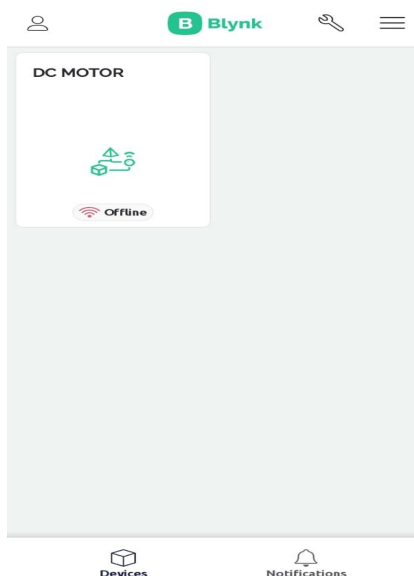 B Blynk
DC MOTOR
Offline
Devices
Notifications